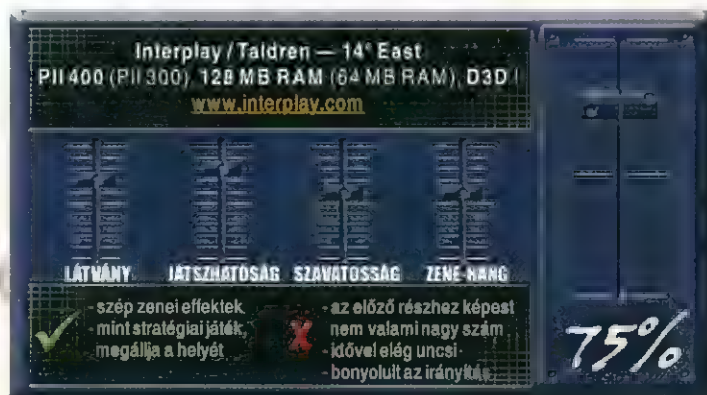 Interplay / Taldren — 14° East
PII 400 (PII 300), 128 MB RAM (64 MB RAM), D3D
www.interplay.com
LÁTVÁNY JÁTSZHATÓSÁG SZAVATOSSÁG ZENE-HANG
- szép zenei effektek
- mint stratégiai játék,
megállja a helyét
- az előző részhez képest
nem valami nagy szám
- idővel elég uncsi
- bonyolult az irányítás
75%